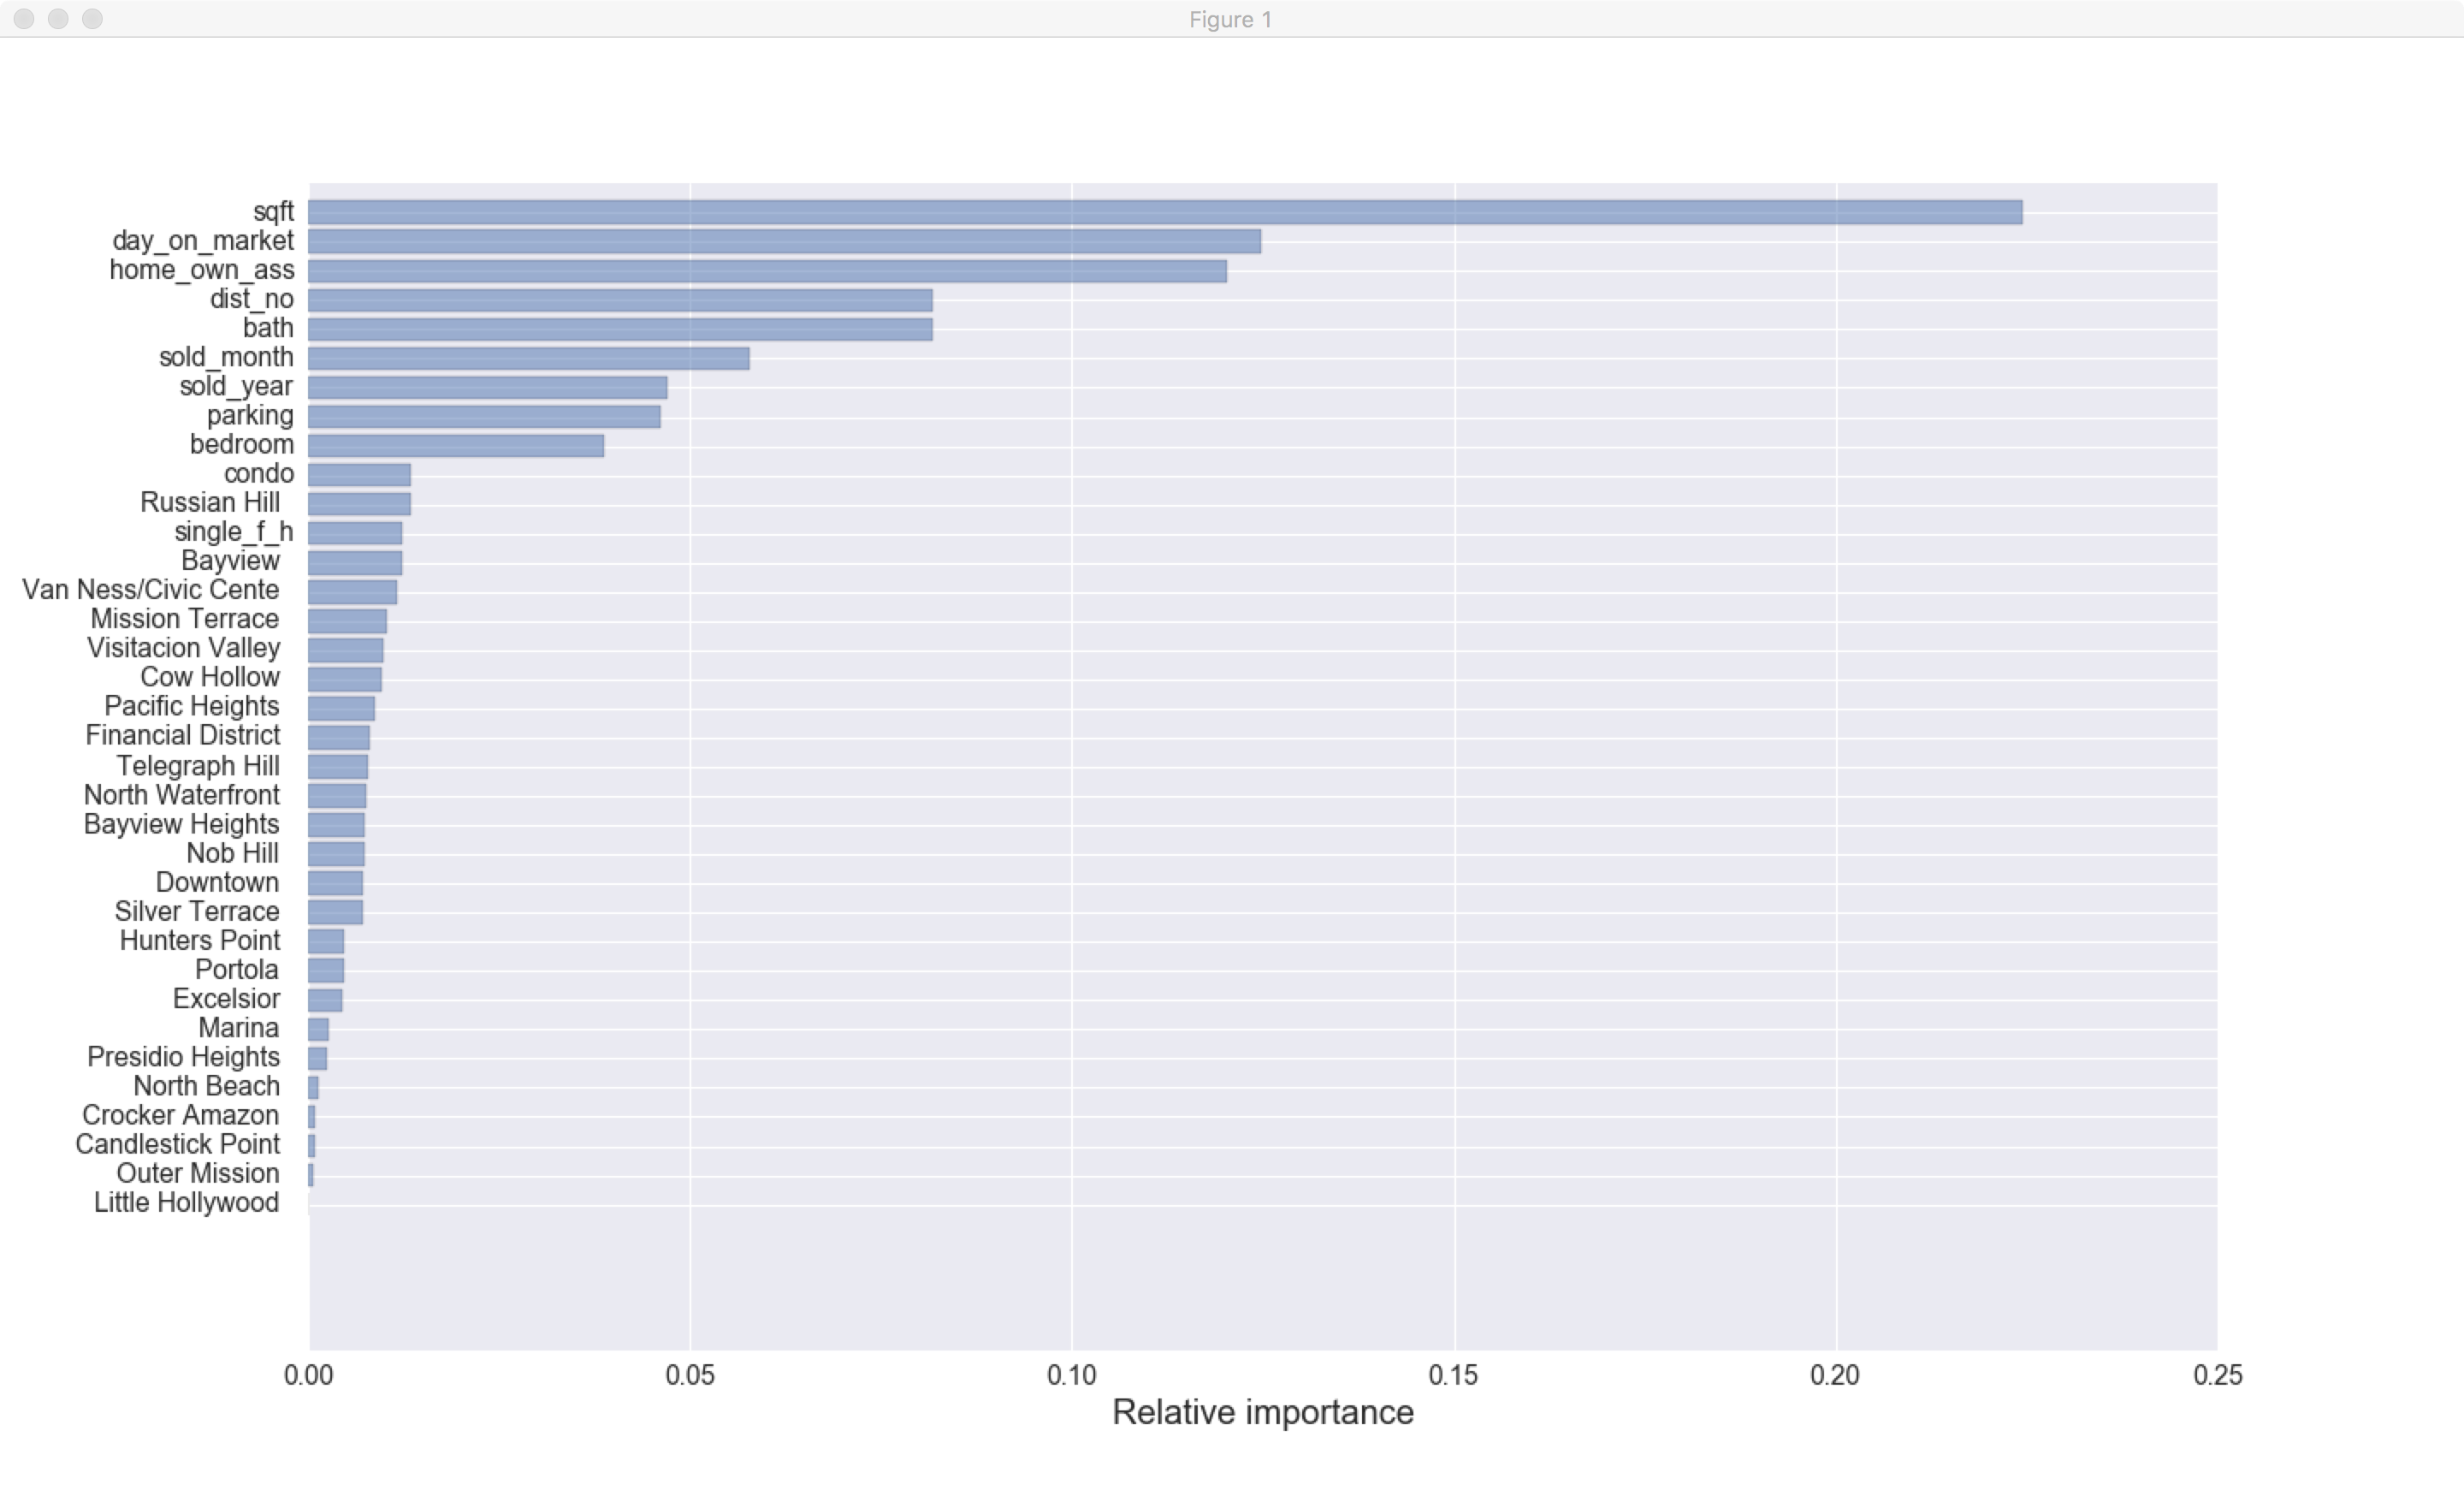 Figure 1
sqft
day_on_market
home_own_ass
dist_no
bath
sold_month
sold_year
parking
bedroom
condo
Russian Hill
single_f_h
Bayview
Van Ness/Civic Cente
Mission Terrace
Visitacion Valley
Cow Hollow
Pacific Heights
Financial District
Telegraph Hill
North Waterfront
Bayview Heights
Nob Hill
Downtown
Silver Terrace
Hunters Point
Portola
Excelsior
Marina
Presidio Heights
North Beach
Crocker Amazon
Candlestick Point
Outer Mission
Little Hollywood
0.00 0.05 0.10 0.15 0.20 0.25
Relative importance